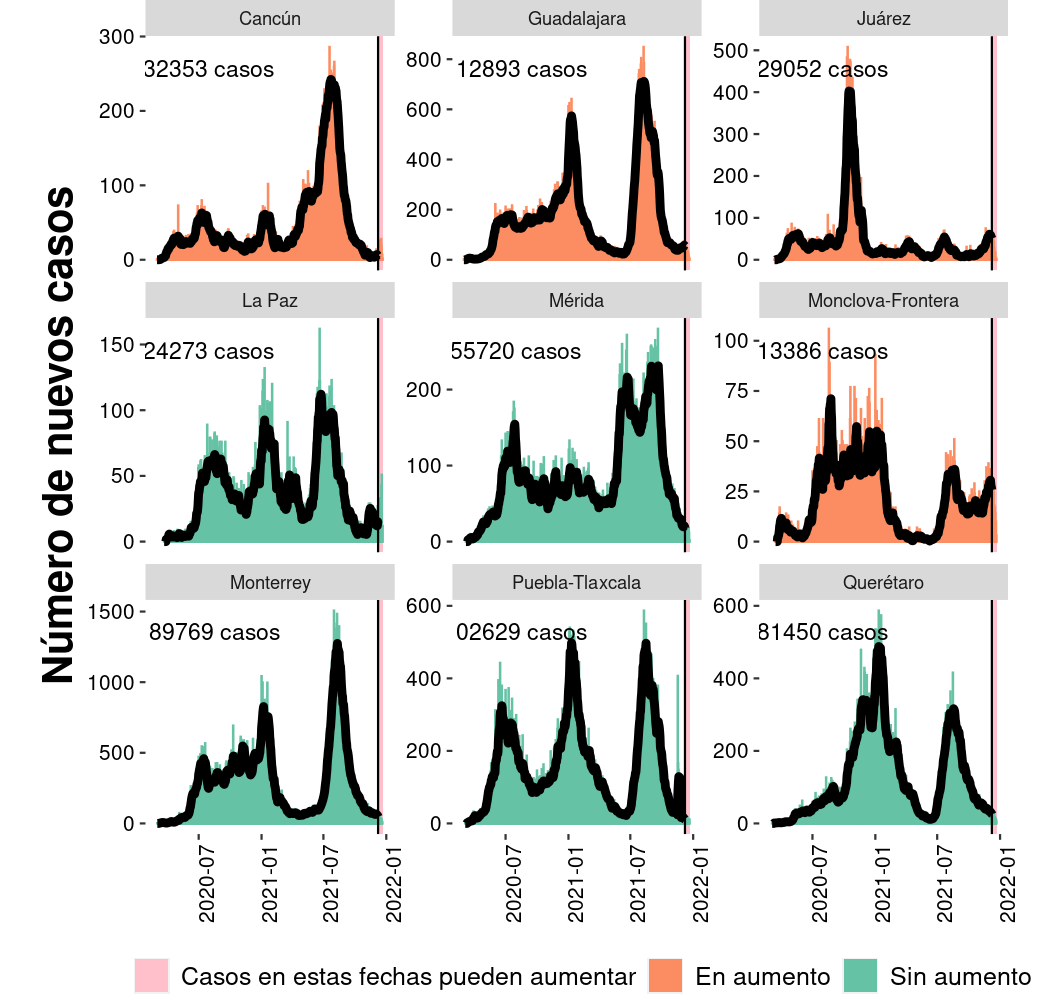 Número de nuevos casos
Cancún
Guadalajara
Juárez
300
200
100
0
32353 casos
800
600
400
200
0
12893 casos
500
400
300
200
100
0
29052 casos
La Paz
Mérida
Monclova-Frontera
150
100
50
0
24273 casos
200
100
0
55720 casos
100
75
50
25
0
13386 casos
Monterrey
Puebla-Tlaxcala
Querétaro
1500
1000
500
0
89769 casos
600
400
200
0
02629 casos
600
400
200
0
81450 casos
2020-07
2021-01
2021-07
2022-01
2020-07
2021-01
2021-07
2022-01
2020-07
2021-01
2021-07
2022-01
Casos en estas fechas pueden aumentar
En aumento
Sin aumento